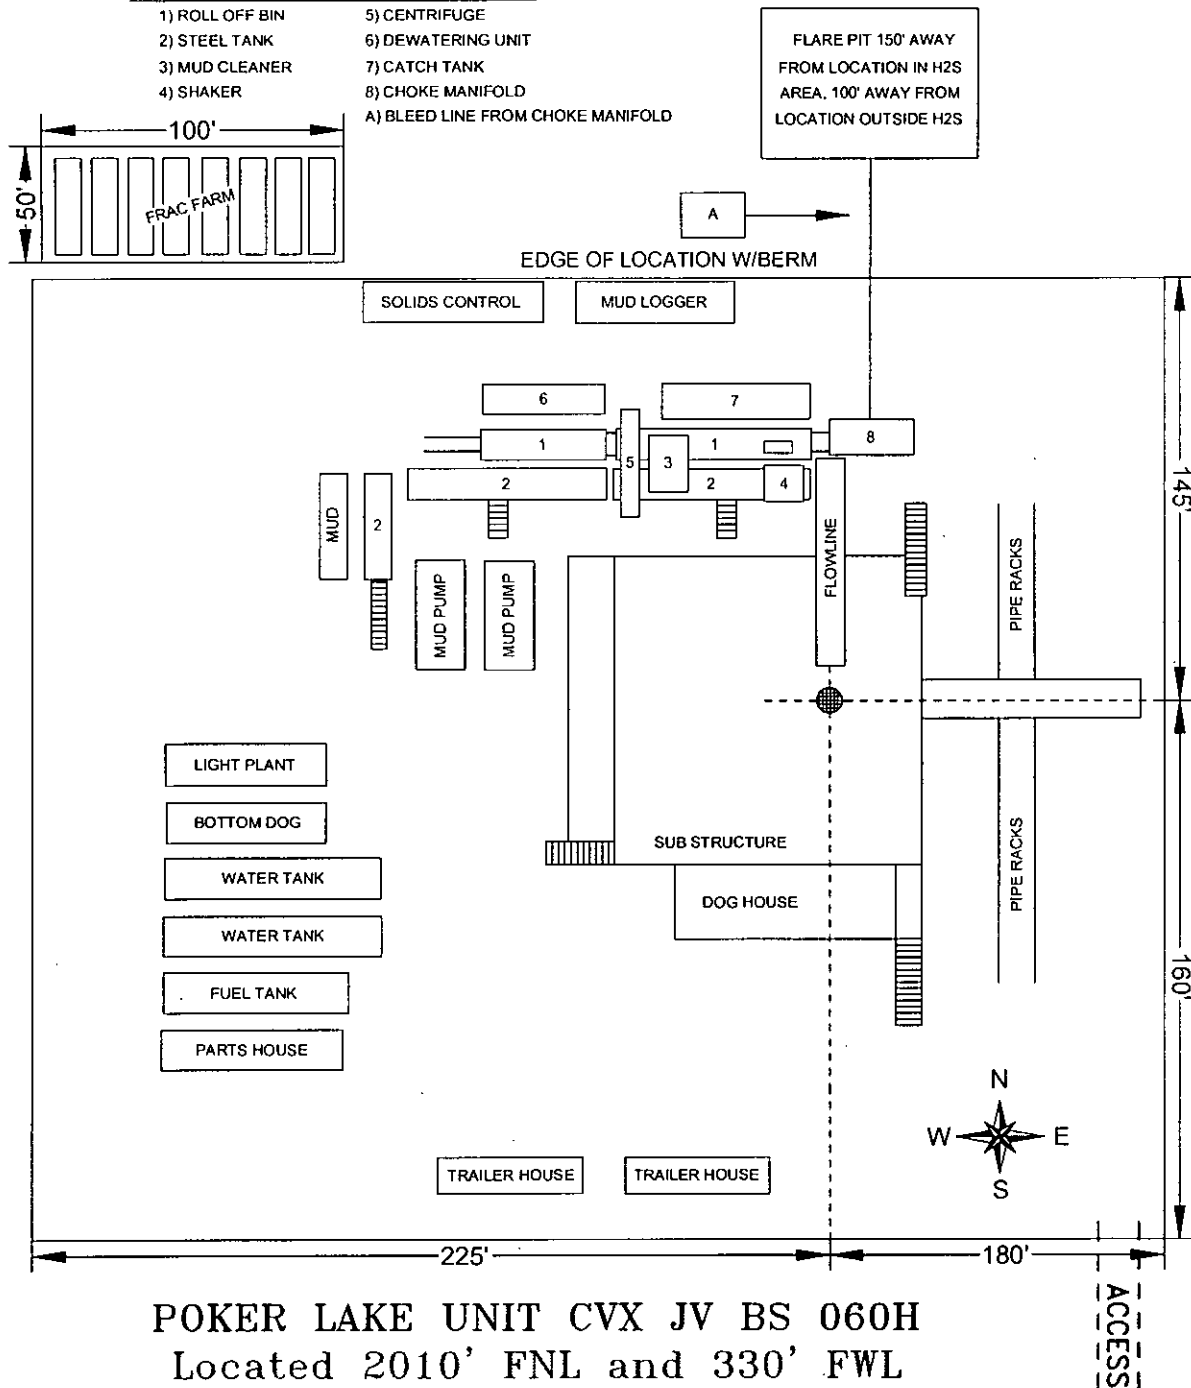 1) ROLL OFF BIN
2) STEEL TANK
3) MUD CLEANER
4) SHAKER
5) CENTRIFUGE
6) DEWATERING UNIT
7) CATCH TANK
8) CHOKE MANIFOLD
A) BLEED LINE FROM CHOKE MANIFOLD
FLARE PIT 150' AWAY
FROM LOCATION IN H2S
AREA, 100' AWAY FROM
LOCATION OUTSIDE H2S
100'
50'
FRAC FARM
A
EDGE OF LOCATION W/BERM
SOLIDS CONTROL
MUD LOGGER
6
7
1
1
8
5
3
2
2
4
MUD
2
MUD PUMP
MUD PUMP
FLOWLINE
PIPE RACKS
145'
LIGHT PLANT
BOTTOM DOG
WATER TANK
WATER TANK
FUEL TANK
PARTS HOUSE
SUB STRUCTURE
DOG HOUSE
PIPE RACKS
160'
N
W
E
S
TRAILER HOUSE
TRAILER HOUSE
225'
180'
ACCESS
POKER LAKE UNIT CVX JV BS 060H
Located 2010' FNL and 330' FWL